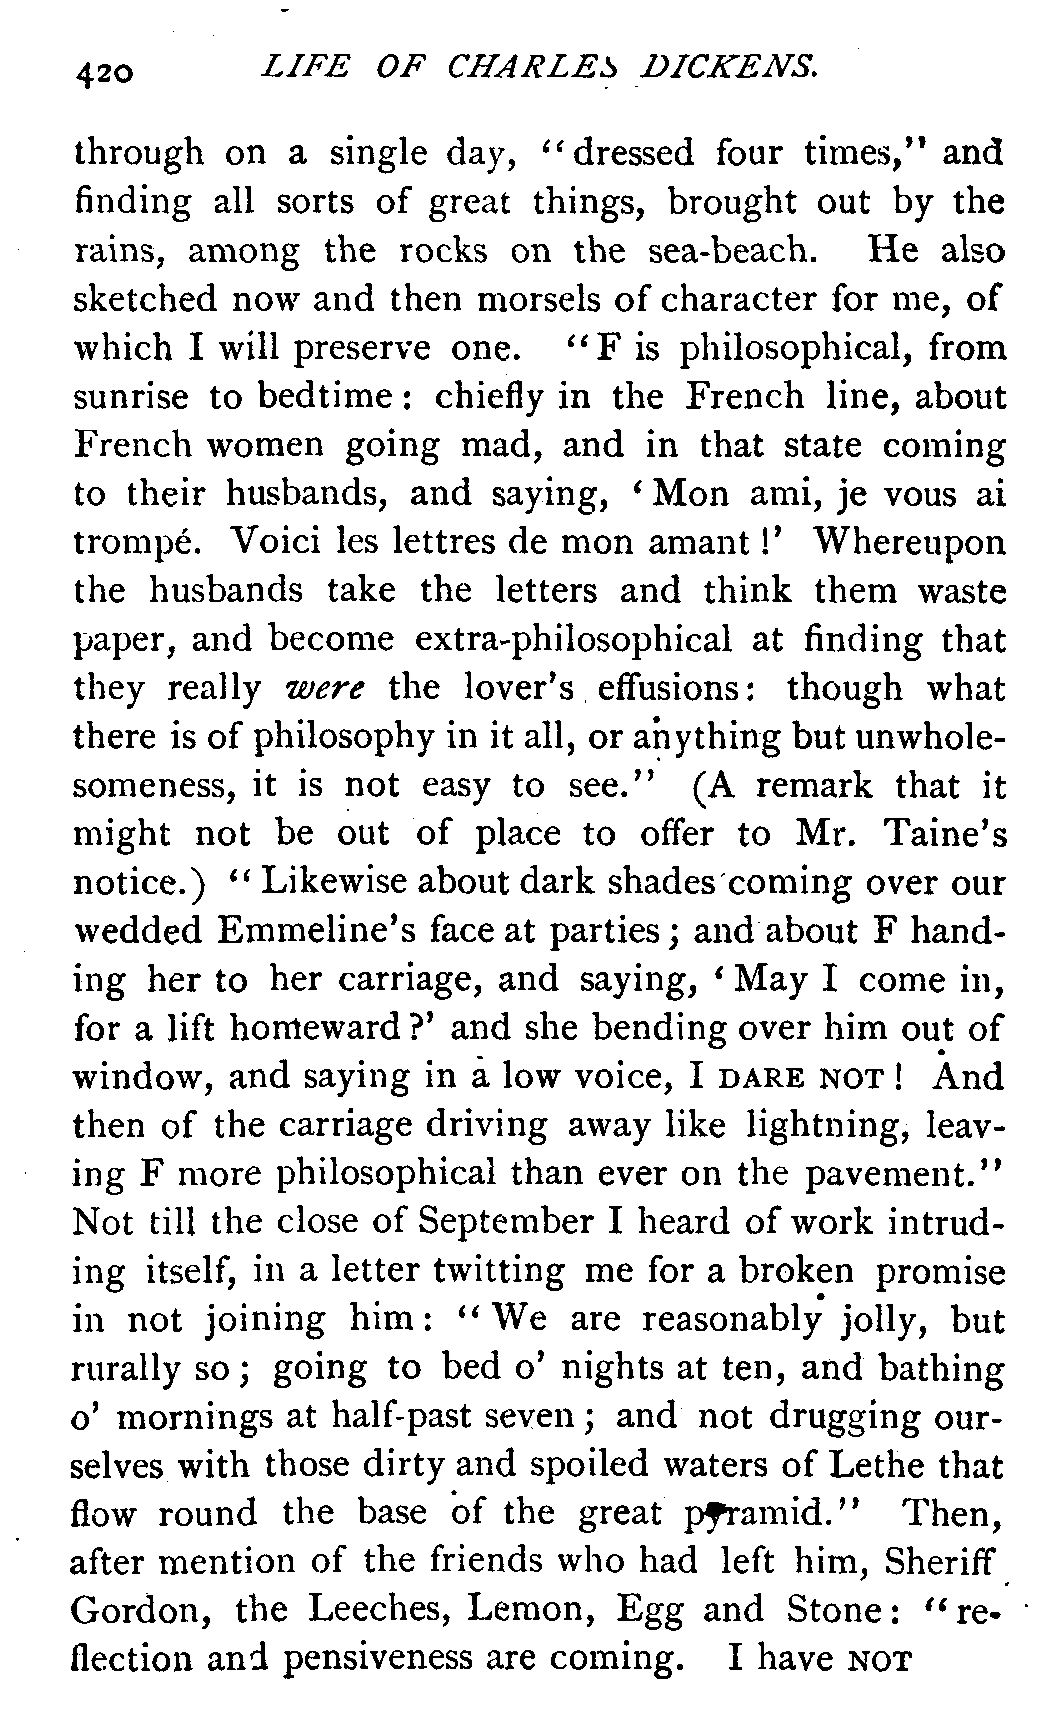 420 LIFE OF CHARLES DICKENS.
through on a single day, “dressed four times,” and
finding all sorts of great things, brought out by the
rains, among the rocks on the sea-beach. He also
sketched now and then morsels of character for me, of
which I will preserve one. “F is philosophical, from
sunrise to bedtime: chiefly in the French line, about
French women going mad, and in that state coming
to their husbands, and saying, ‘Mon ami, je vous ai
trompé. Voici les lettres de mon amant!’ Whereupon
the husbands take the letters and think them waste
paper, and become extra-philosophical at finding that
they really were the lover’s effusions: though what
there is of philosophy in it all, or anything but unwhole-
someness, it is not easy to see.” (A remark that it
might not be out of place to offer to Mr. Taine’s
notice.) “Likewise about dark shades coming over our
wedded Emmeline’s face at parties; and about F hand-
ing her to her carriage, and saying, ‘May I come in,
for a lift homeward?’ and she bending over him out of
window, and saying in a low voice, I DARE NOT! And
then of the carriage driving away like lightning, leav-
ing F more philosophical than ever on the pavement.”
Not till the close of September I heard of work intrud-
ing itself, in a letter twitting me for a broken promise
in not joining him: “We are reasonably jolly, but
rurally so; going to bed o’ nights at ten, and bathing
o’ mornings at half-past seven; and not drugging our-
selves with those dirty and spoiled waters of Lethe that
flow round the base of the great pyramid.” Then,
after mention of the friends who had left him, Sheriff
Gordon, the Leeches, Lemon, Egg and Stone: “re-
flection and pensiveness are coming. I have NOT